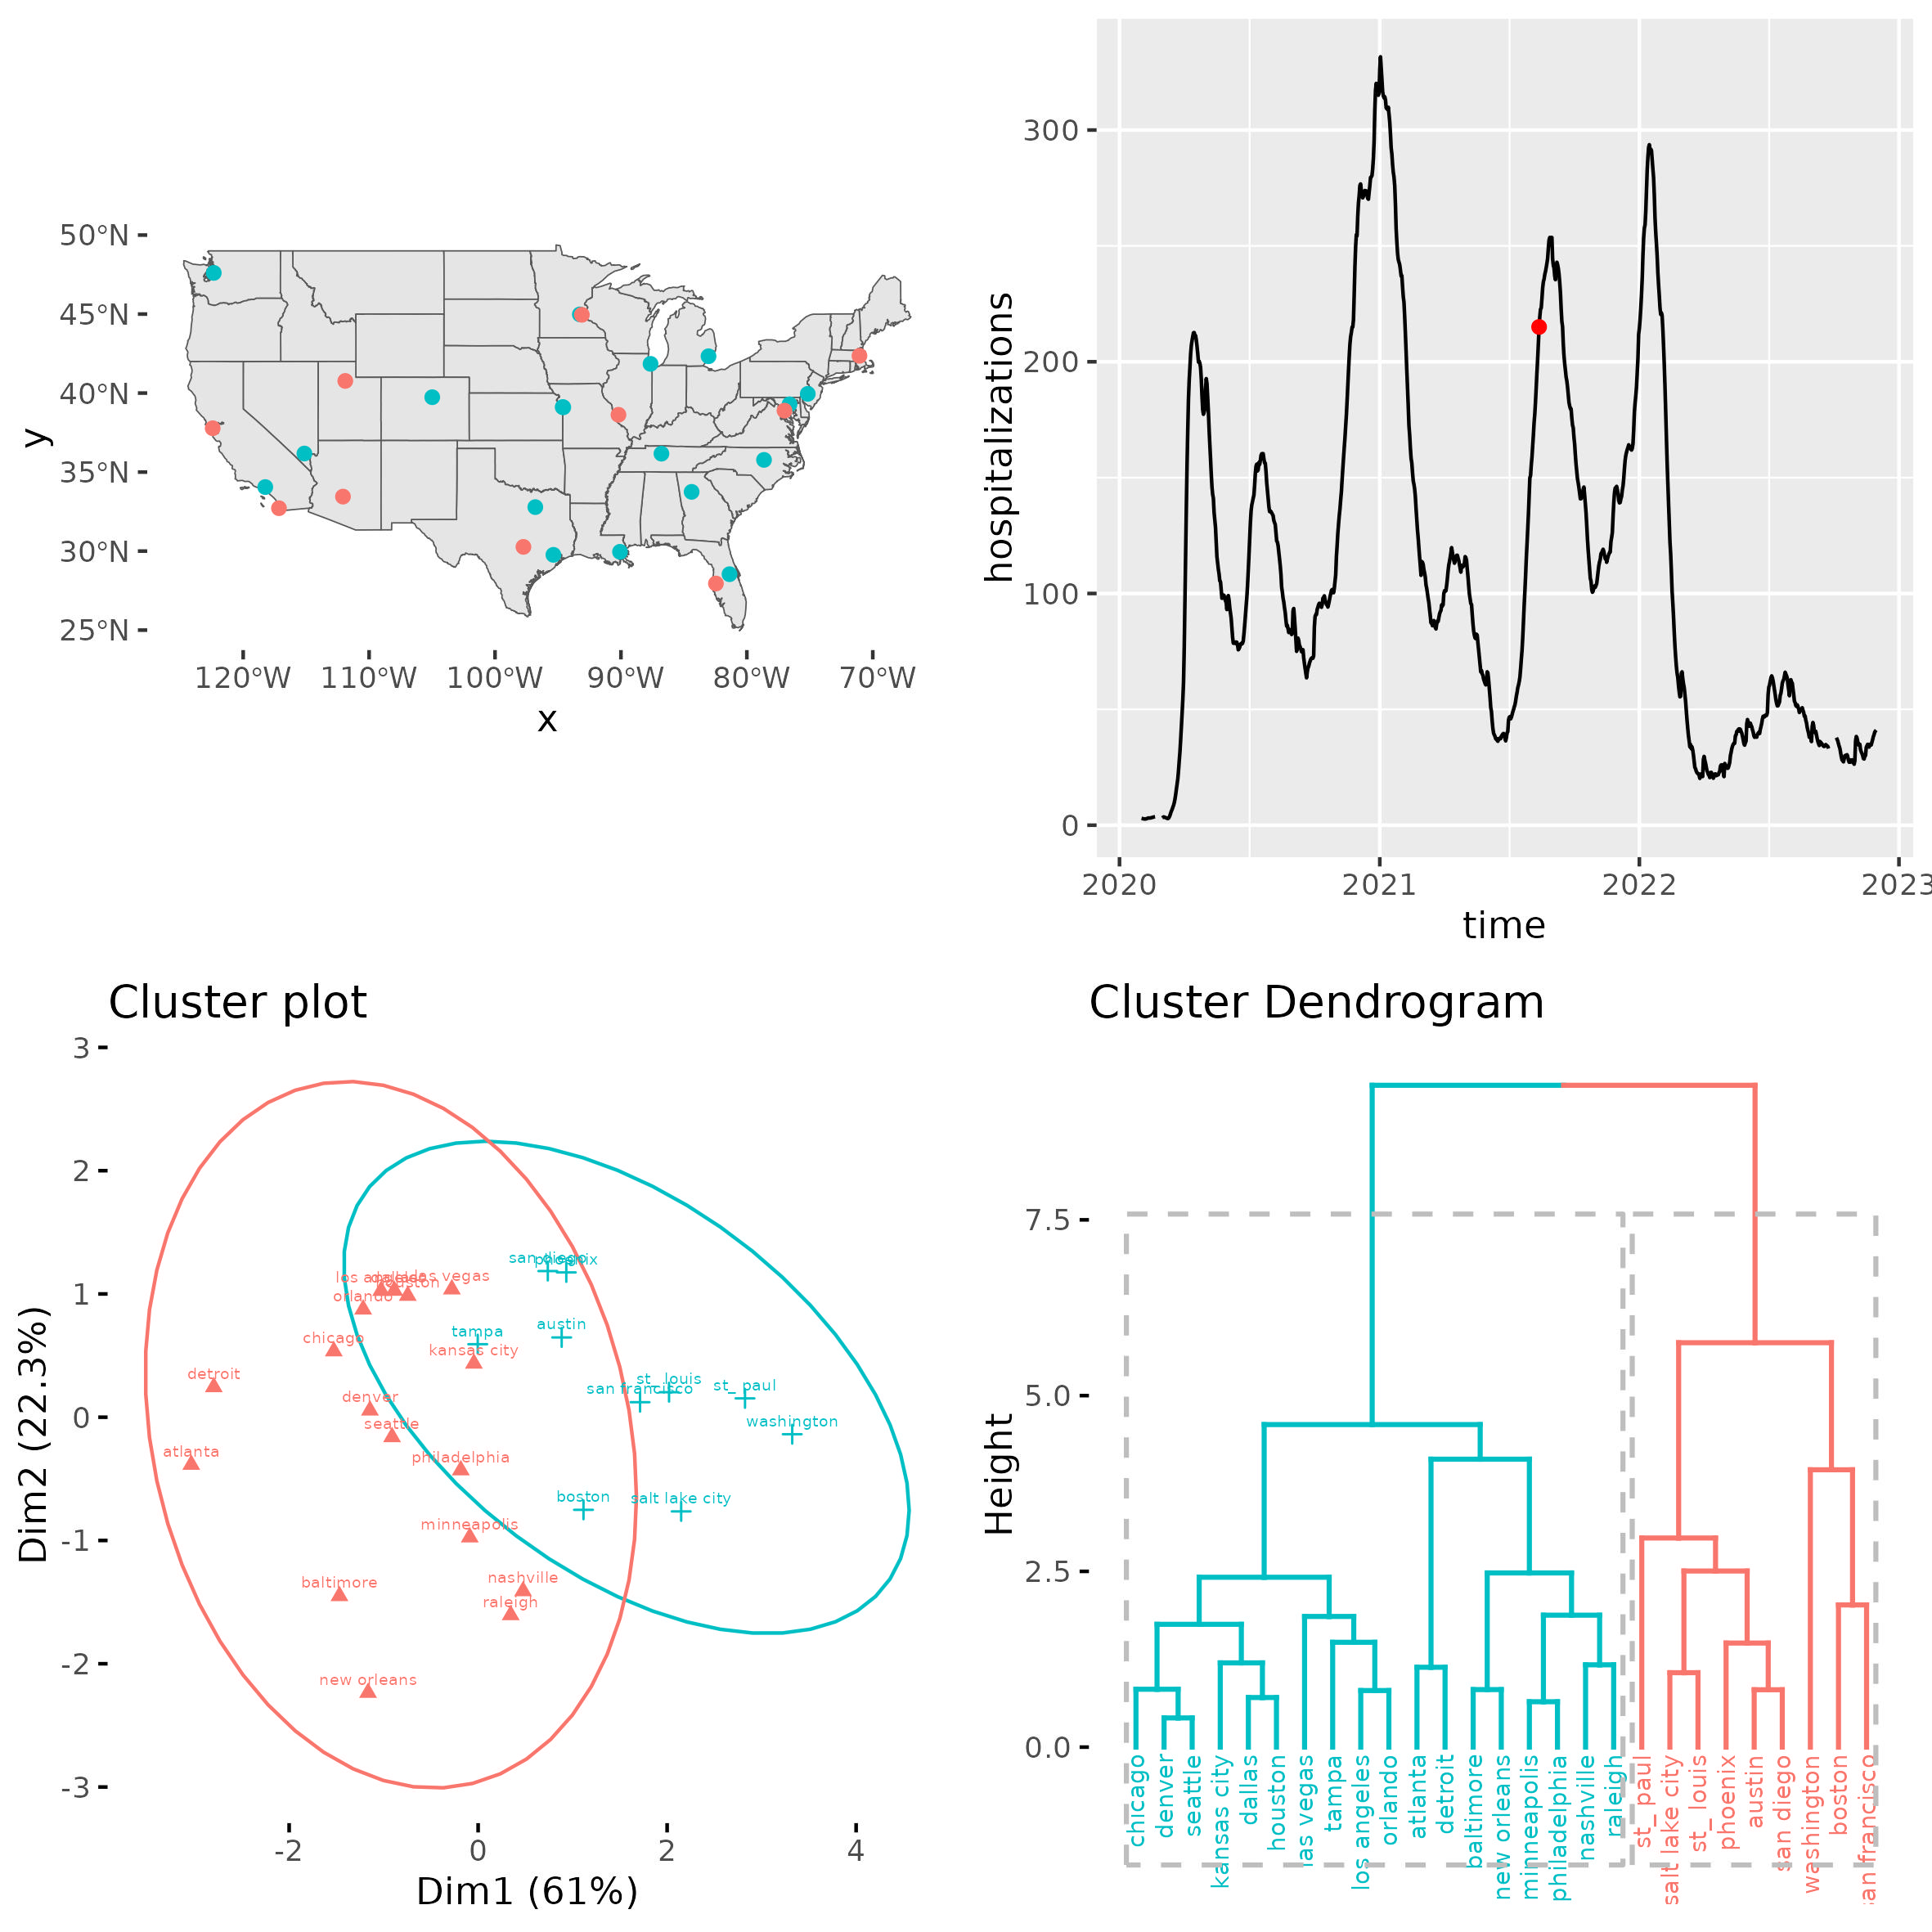 50°N
45°N
40°N
35°N
30°N
25°N
y
120°W 110°W 100°W 90°W 80°W 70°W
x
300
200
100
0
hospitalizations
2020 2021 2022 2023
time
Cluster plot
3
2
1
0
-1
-2
-3
Dim2 (22.3%)
san diego
phoenix
los angeles
dallas
las vegas
houston
orlando
tampa
austin
chicago
kansas city
detroit
st_louis
st_paul
san francisco
denver
washington
seattle
atlanta
philadelphia
boston
salt lake city
minneapolis
nashville
baltimore
raleigh
new orleans
-2 0 2 4
Dim1 (61%)
Cluster Dendrogram
7.5
5.0
2.5
0.0
Height
chicago
denver
seattle
kansas city
dallas
houston
las vegas
tampa
los angeles
orlando
atlanta
detroit
baltimore
new orleans
minneapolis
philadelphia
nashville
raleigh
st_paul
salt lake city
st_louis
phoenix
austin
san diego
washington
boston
an francisco